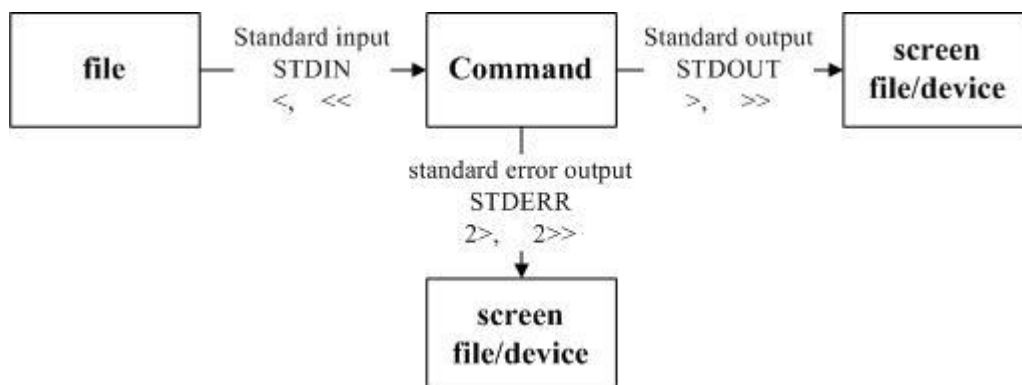 file
Standard input
STDIN
<, <<
Command
Standard output
STDOUT
>, >>
screen
file/device
standard error output
STDERR
2>, 2>>
screen
file/device